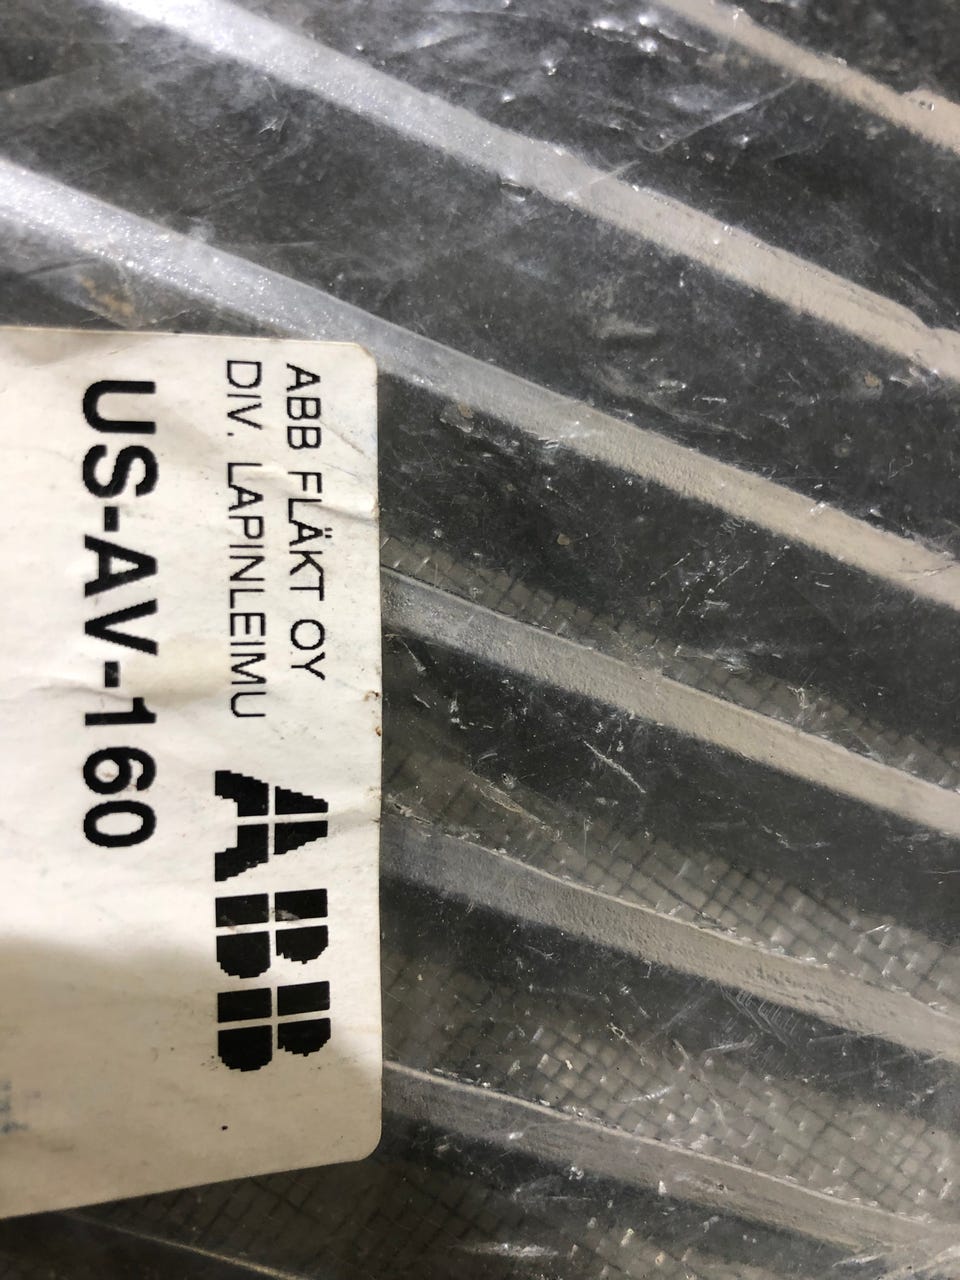 ABB FLÄKT OY
DIV. LAPINLEIMU
ABB
US-AV-160